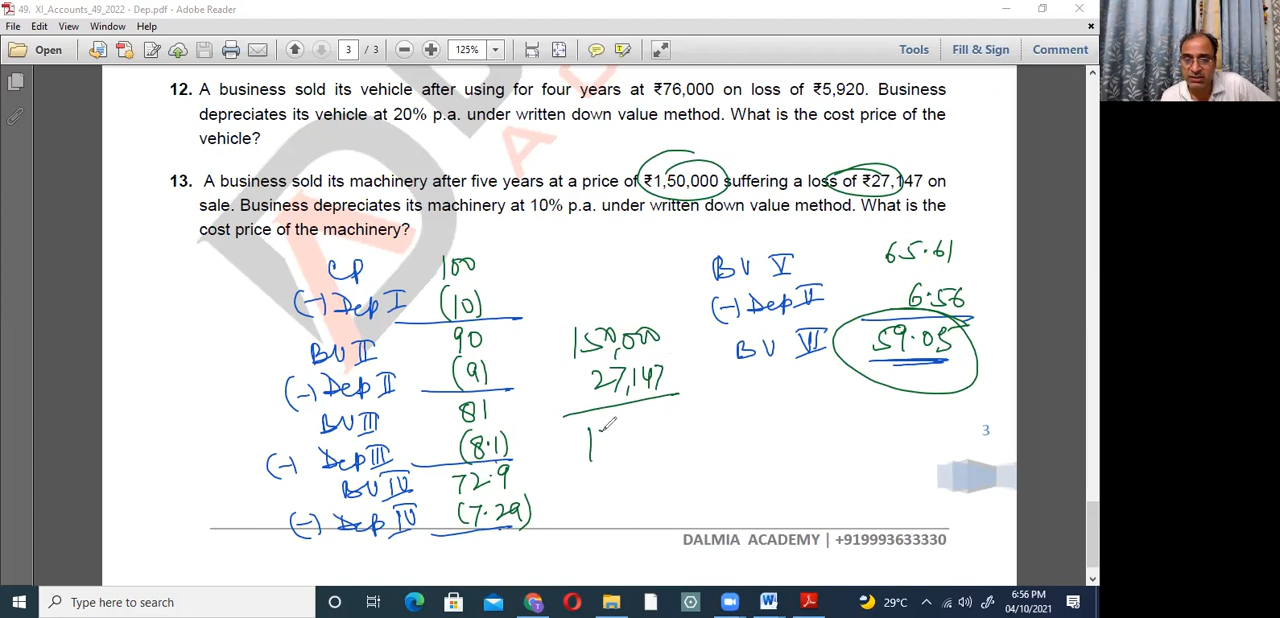 49. XI_Accounts_49_2022 - Dep.pdf - Adobe Reader
File Edit View Window Help
Open 3 / 3 125% Tools Fill & Sign Comment
12. A business sold its vehicle after using for four years at ₹76,000 on loss of ₹5,920. Business
depreciates its vehicle at 20% p.a. under written down value method. What is the cost price of the
vehicle?
13. A business sold its machinery after five years at a price of ₹1,50,000 suffering a loss of ₹27,147 on
sale. Business depreciates its machinery at 10% p.a. under written down value method. What is the
cost price of the machinery?
CP 100
(-) Dep I (10)
BV II 90
(-) Dep II (9)
BV III 81
(-) Dep III (8.1)
BV IV 72.9
(-) Dep IV (7.29)
150,000
27,147
1
BV V 65.61
(-) Dep V 6.56
BV VI 59.05
3
DALMIA ACADEMY | +919993633330
Type here to search
29°C
6:56 PM
04/10/2021